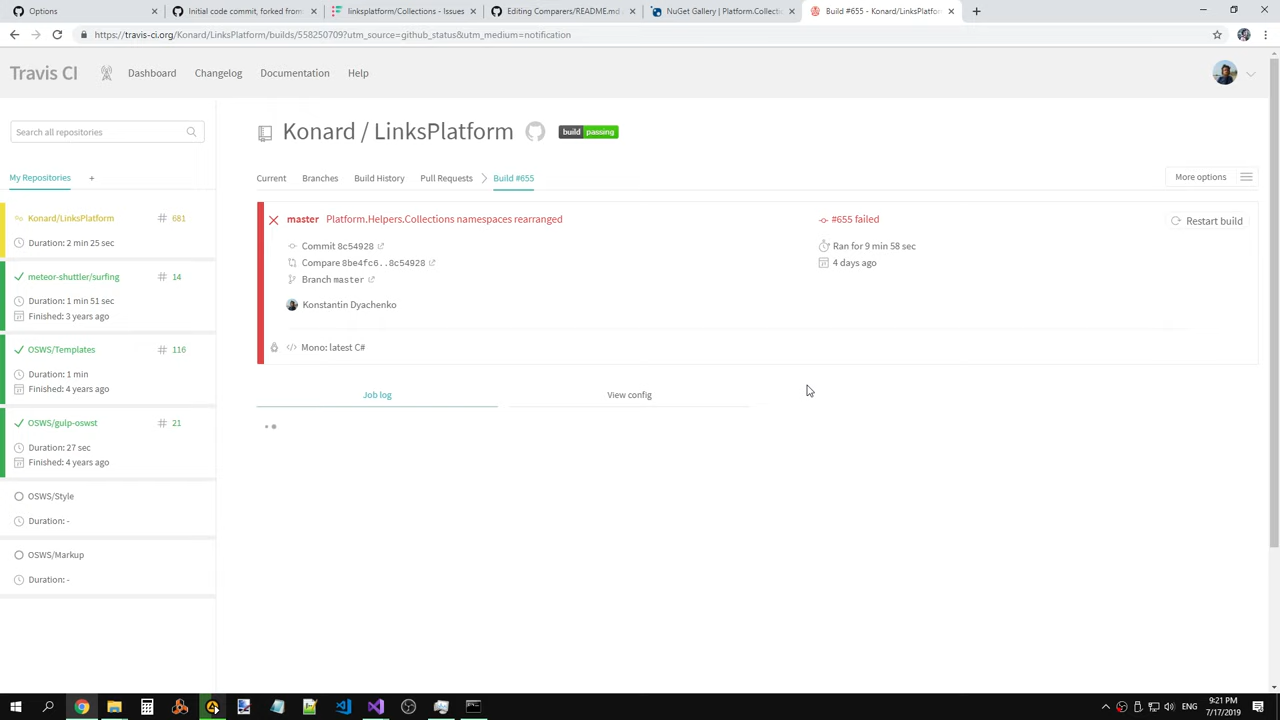 Options
Initial code commit, forked from
linksplatform/Collections - Issues
Editing Comparers/README.md
NuGet Gallery | Platform.Collecti
Build #655 - Konard/LinksPlatform
https://travis-ci.org/Konard/LinksPlatform/builds/558250709?utm_source=github_status&utm_medium=notification
Travis CI
Dashboard
Changelog
Documentation
Help
Search all repositories
My Repositories
+
Konard/LinksPlatform
# 681
Duration: 2 min 25 sec
meteor-shuttler/surfing
# 14
Duration: 1 min 51 sec
Finished: 3 years ago
OSWS/Templates
# 116
Duration: 1 min
Finished: 4 years ago
OSWS/gulp-oswst
# 21
Duration: 27 sec
Finished: 4 years ago
OSWS/Style
Duration: -
OSWS/Markup
Duration: -
Konard / LinksPlatform
build passing
Current
Branches
Build History
Pull Requests
Build #655
More options
master Platform.Helpers.Collections namespaces rearranged
Commit 8c54928
Compare 8be4fc6..8c54928
Branch master
Konstantin Dyachenko
#655 failed
Ran for 9 min 58 sec
4 days ago
Restart build
</> Mono: latest C#
Job log
View config
ENG
9:21 PM
7/17/2019